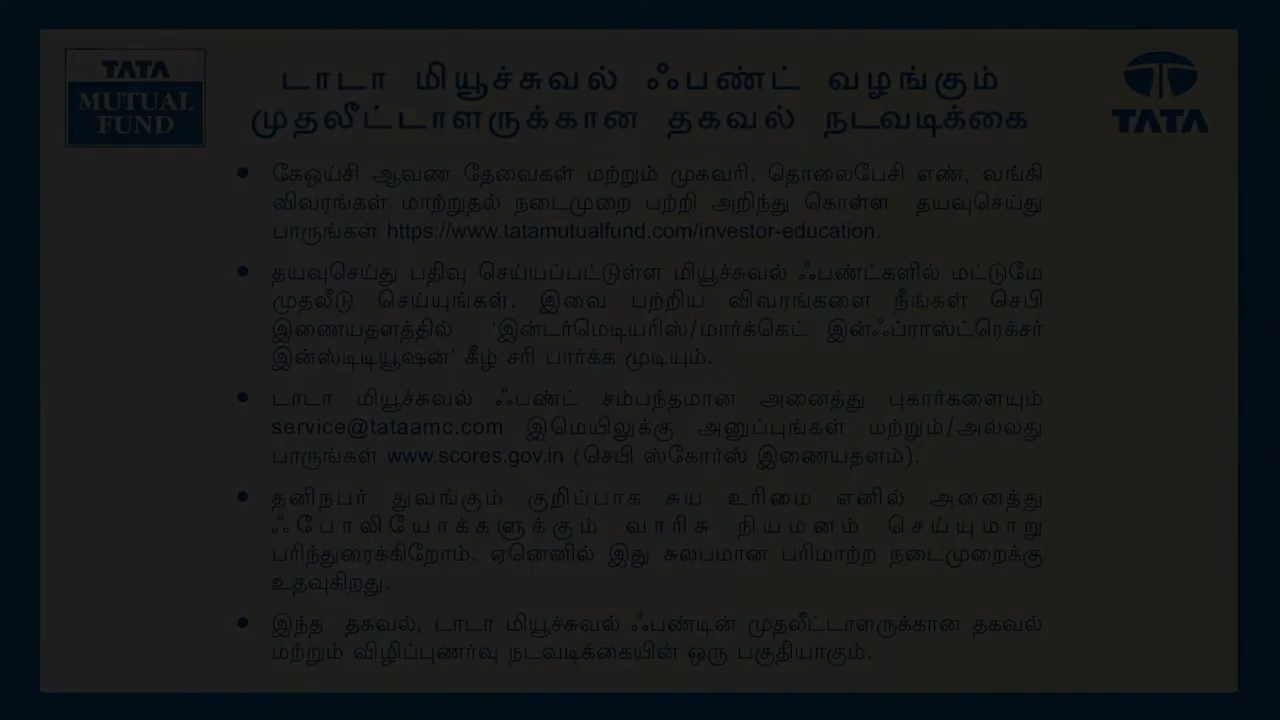 TATA
MUTUAL
FUND
டாடா மியூச்சுவல் ஃபண்ட் வழங்கும்
முதலீட்டாளருக்கான தகவல் நடவடிக்கை
TATA
• கேஒய்சி ஆவண தேவைகள் மற்றும் முகவரி, தொலைபேசி எண், வங்கி
விவரங்கள் மாற்றுதல் நடைமுறை பற்றி அறிந்து கொள்ள தயவுசெய்து
பாருங்கள் https://www.tatamutualfund.com/investor-education.
• தயவுசெய்து பதிவு செய்யப்பட்டுள்ள மியூச்சுவல் ஃபண்ட்களில் மட்டுமே
முதலீடு செய்யுங்கள். இவை பற்றிய விவரங்களை நீங்கள் செபி
இணையதளத்தில் 'இன்டர்மெடியரிஸ்/மார்க்கெட் இன்ஃப்ராஸ்ட்ரெக்சர்
இன்ஸ்டிடியூஷன்' கீழ் சரி பார்க்க முடியும்.
• டாடா மியூச்சுவல் ஃபண்ட் சம்பந்தமான அனைத்து புகார்களையும்
service@tataamc.com இமெயிலுக்கு அனுப்புங்கள் மற்றும்/அல்லது
பாருங்கள் www.scores.gov.in (செபி ஸ்கோர்ஸ் இணையதளம்).
• தனிநபர் துவங்கும் குறிப்பாக சுய உரிமை எனில் அனைத்து
ஃபோலியோக்களுக்கும் வாரிசு நியமனம் செய்யுமாறு
பரிந்துரைக்கிறோம். ஏனெனில் இது சுலபமான பரிமாற்ற நடைமுறைக்கு
உதவுகிறது.
• இந்த தகவல், டாடா மியூச்சுவல் ஃபண்டின் முதலீட்டாளருக்கான தகவல்
மற்றும் விழிப்புணர்வு நடவடிக்கையின் ஒரு பகுதியாகும்.